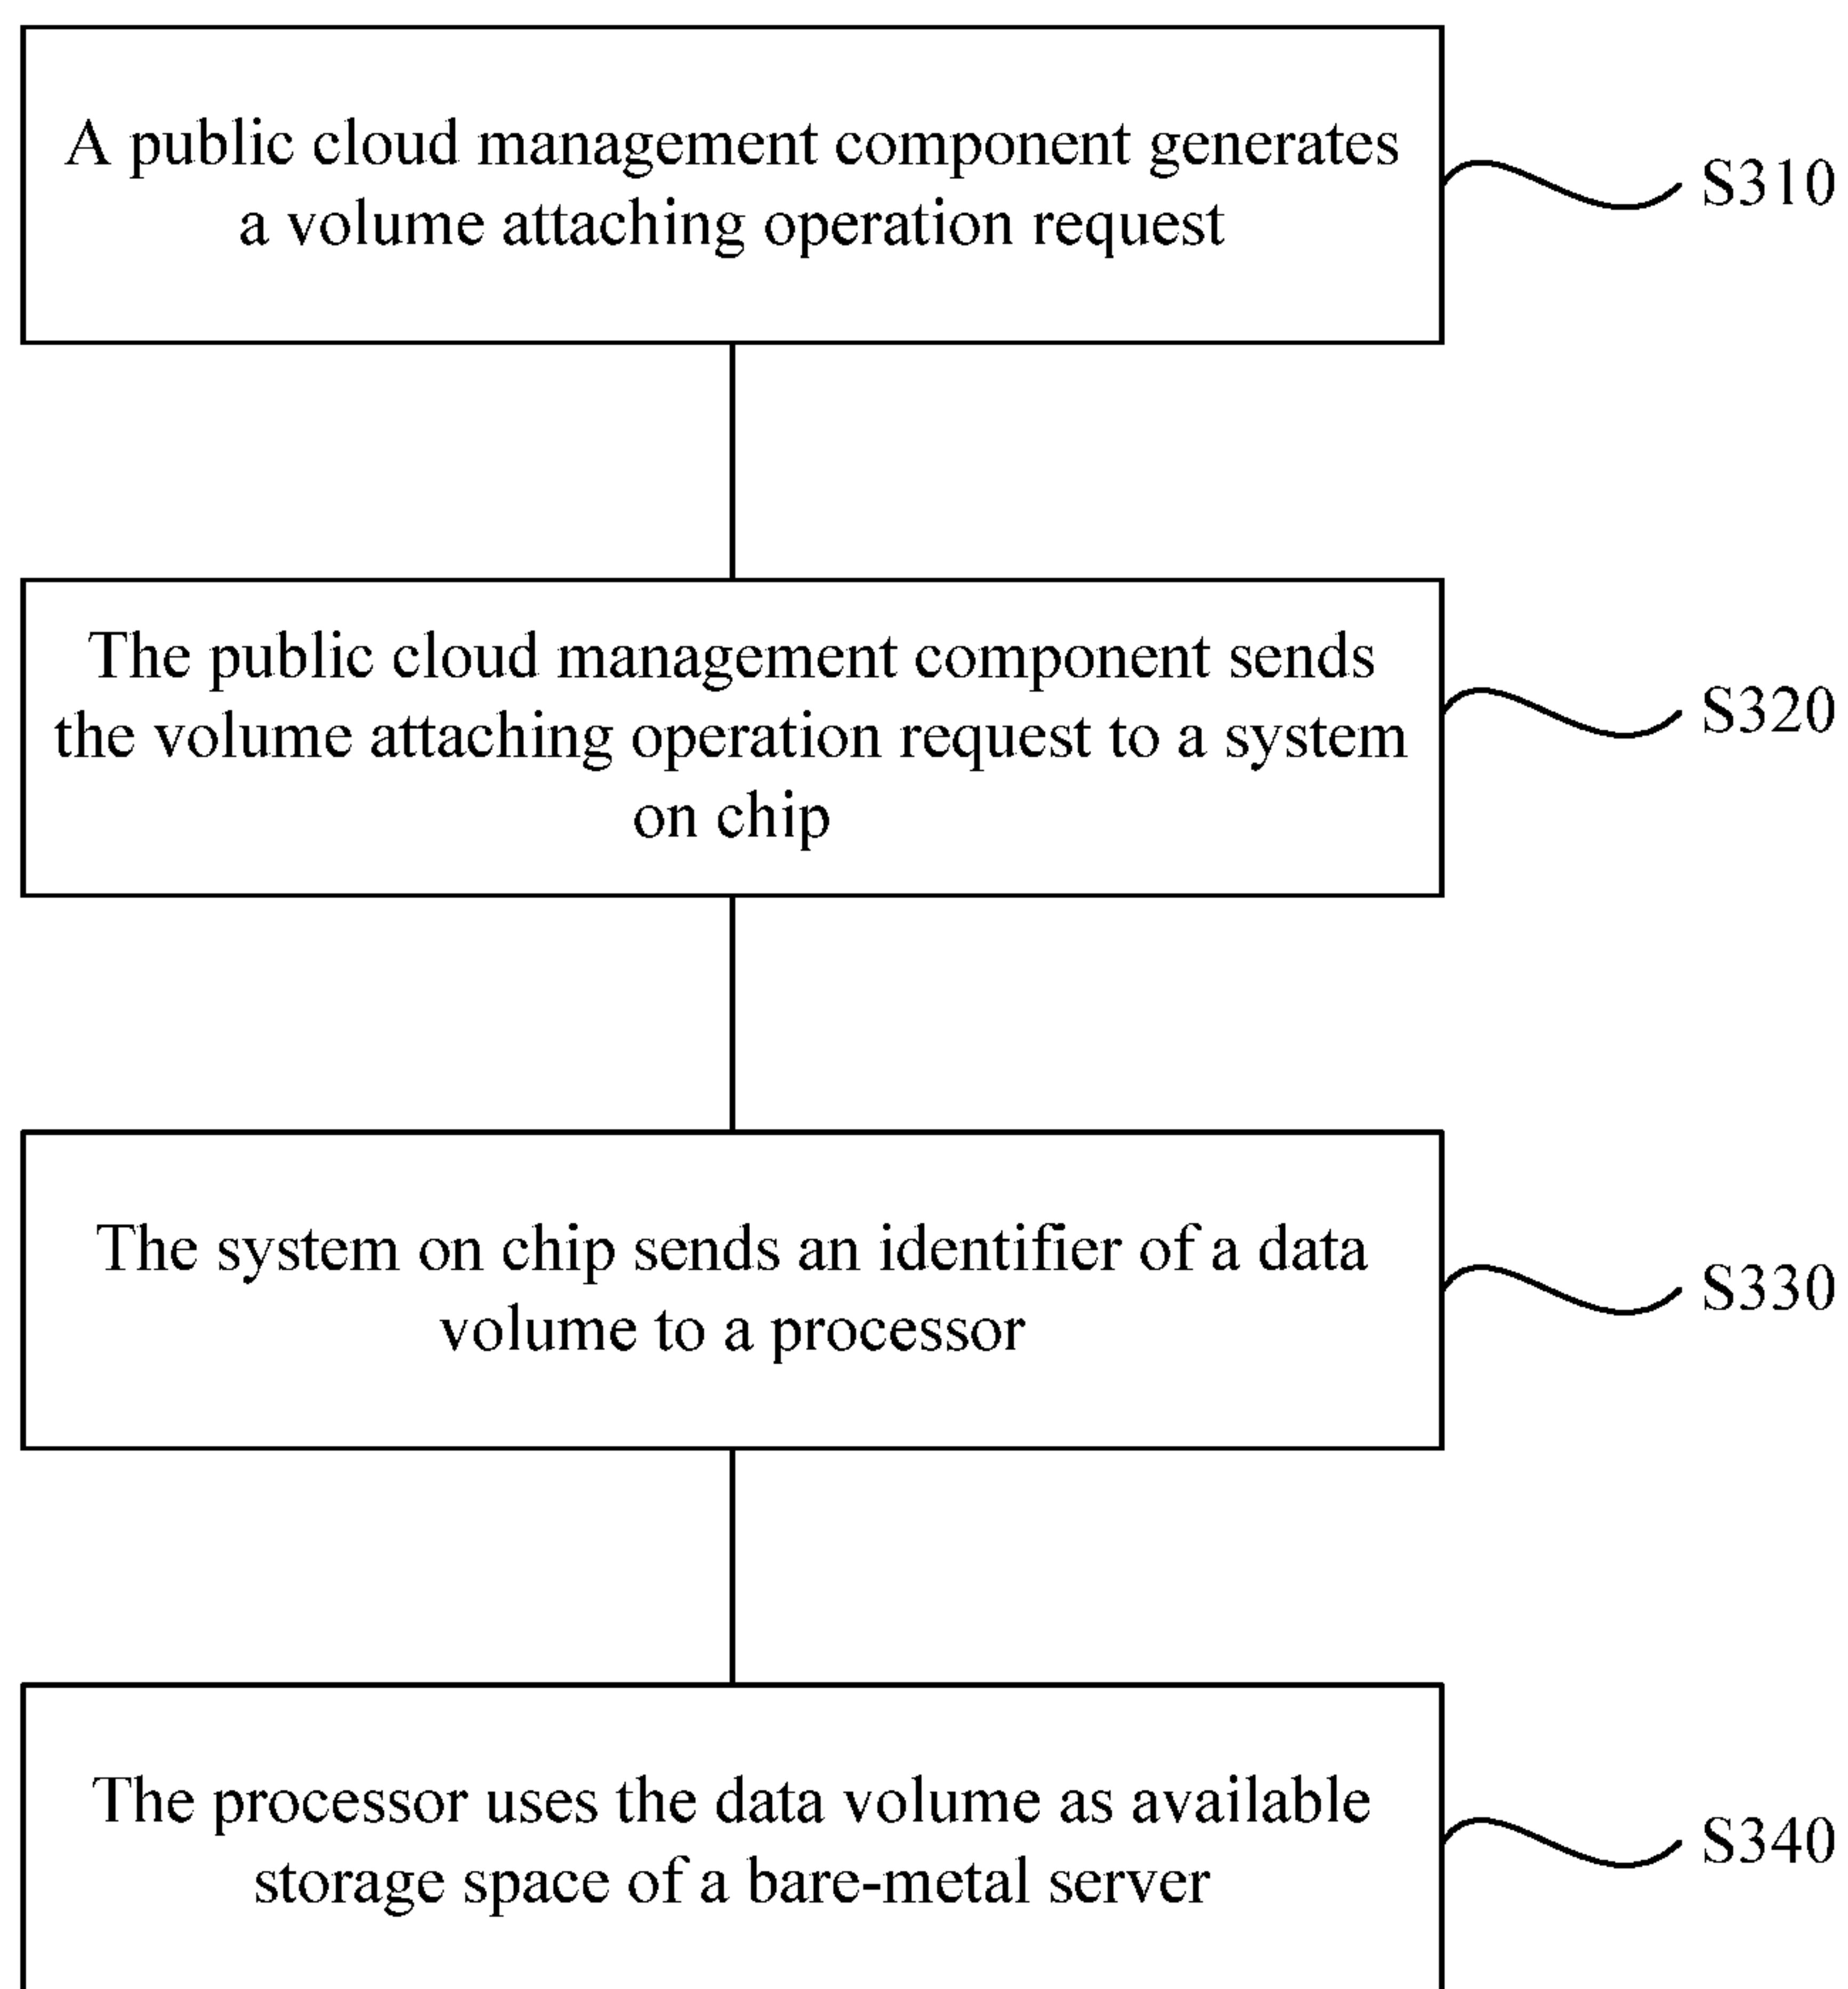 A public cloud management component generates
a volume attaching operation request
S310
The public cloud management component sends
the volume attaching operation request to a system
on chip
S320
The system on chip sends an identifier of a data
volume to a processor
S330
The processor uses the data volume as available
storage space of a bare-metal server
S340